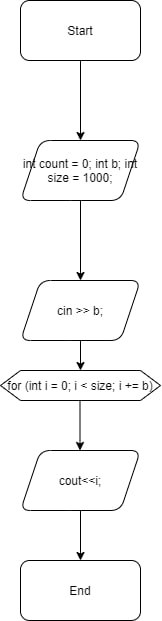 Start
int count = 0; int b; int
size = 1000;
cin >> b;
for (int i = 0; i < size; i += b)
cout<<i;
End